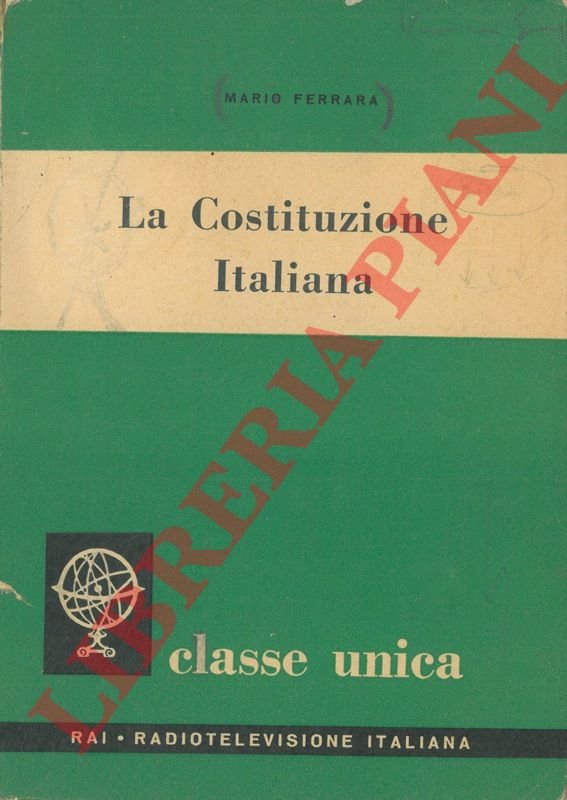 MARIO FERRARA
La Costituzione
Italiana
LIBRERIA PIANI
classe unica
RAI • RADIOTELEVISIONE ITALIANA